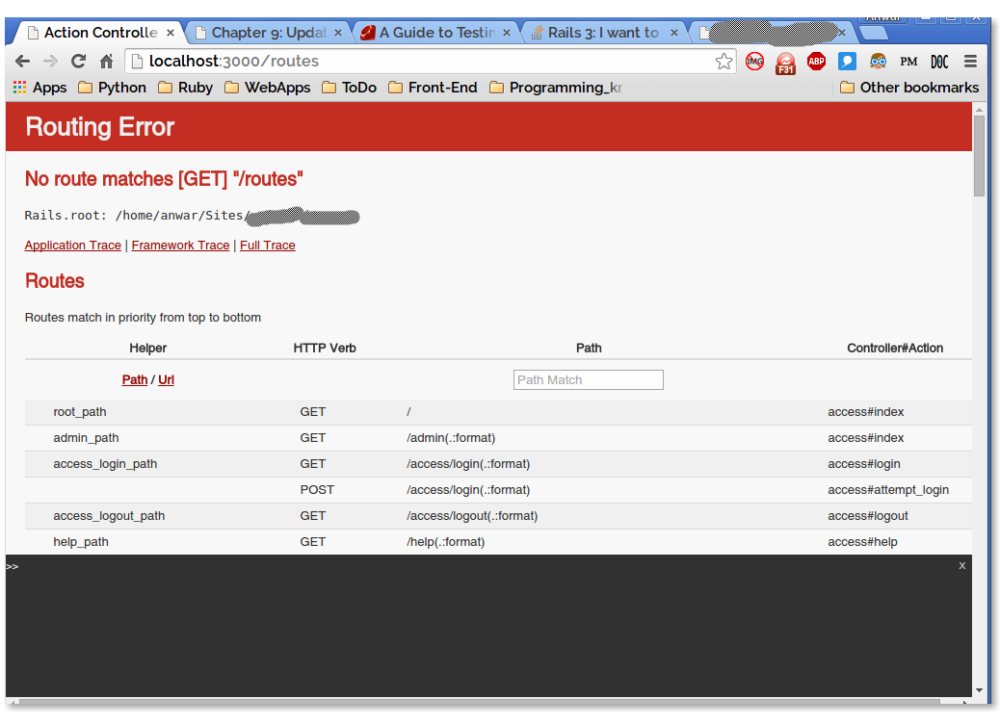 Anwar
Action Controlle × Chapter 9: Updat × A Guide to Testin × Rails 3: I want to × ×
localhost:3000/routes IMG F31 ABP PM DOC
Apps Python Ruby WebApps ToDo Front-End Programming_kr Other bookmarks
Routing Error
No route matches [GET] "/routes"
Rails.root: /home/anwar/Sites/
Application Trace | Framework Trace | Full Trace
Routes
Routes match in priority from top to bottom
Helper HTTP Verb Path Controller#Action
Path / Url Path Match
root_path GET / access#index
admin_path GET /admin(.:format) access#index
access_login_path GET /access/login(.:format) access#login
POST /access/login(.:format) access#attempt_login
access_logout_path GET /access/logout(.:format) access#logout
help_path GET /help(.:format) access#help
>> x